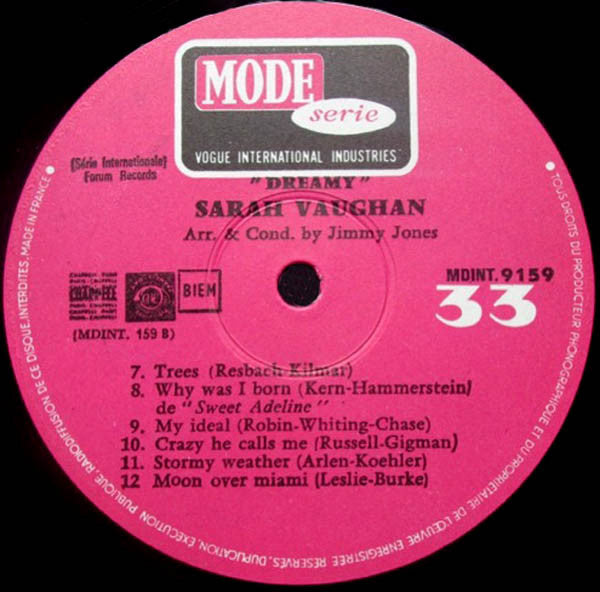 MODE
serie
VOGUE INTERNATIONAL INDUSTRIES
(Série Internationale)
Forum Records
"DREAMY"
SARAH VAUGHAN
Arr. & Cond. by Jimmy Jones
CHAPPELL
BIEM
MDINT. 9159
33
(MDINT. 159 B)
7. Trees (Resbach-Kilmar)
8. Why was I born (Kern-Hammerstein)
de "Sweet Adeline"
9. My ideal (Robin-Whiting-Chase)
10. Crazy he calls me (Russell-Gigman)
11. Stormy weather (Arlen-Koehler)
12 Moon over miami (Leslie-Burke)
TOUS DROITS DU PRODUCTEUR PHONOGRAPHIQUE ET DU PROPRIETAIRE DE L'ŒUVRE ENREGISTREE RÉSERVÉS, DUPLICATION, EXÉCUTION PUBLIQUE, RADIODIFFUSION DE CE DISQUE, INTERDITES, MADE IN FRANCE